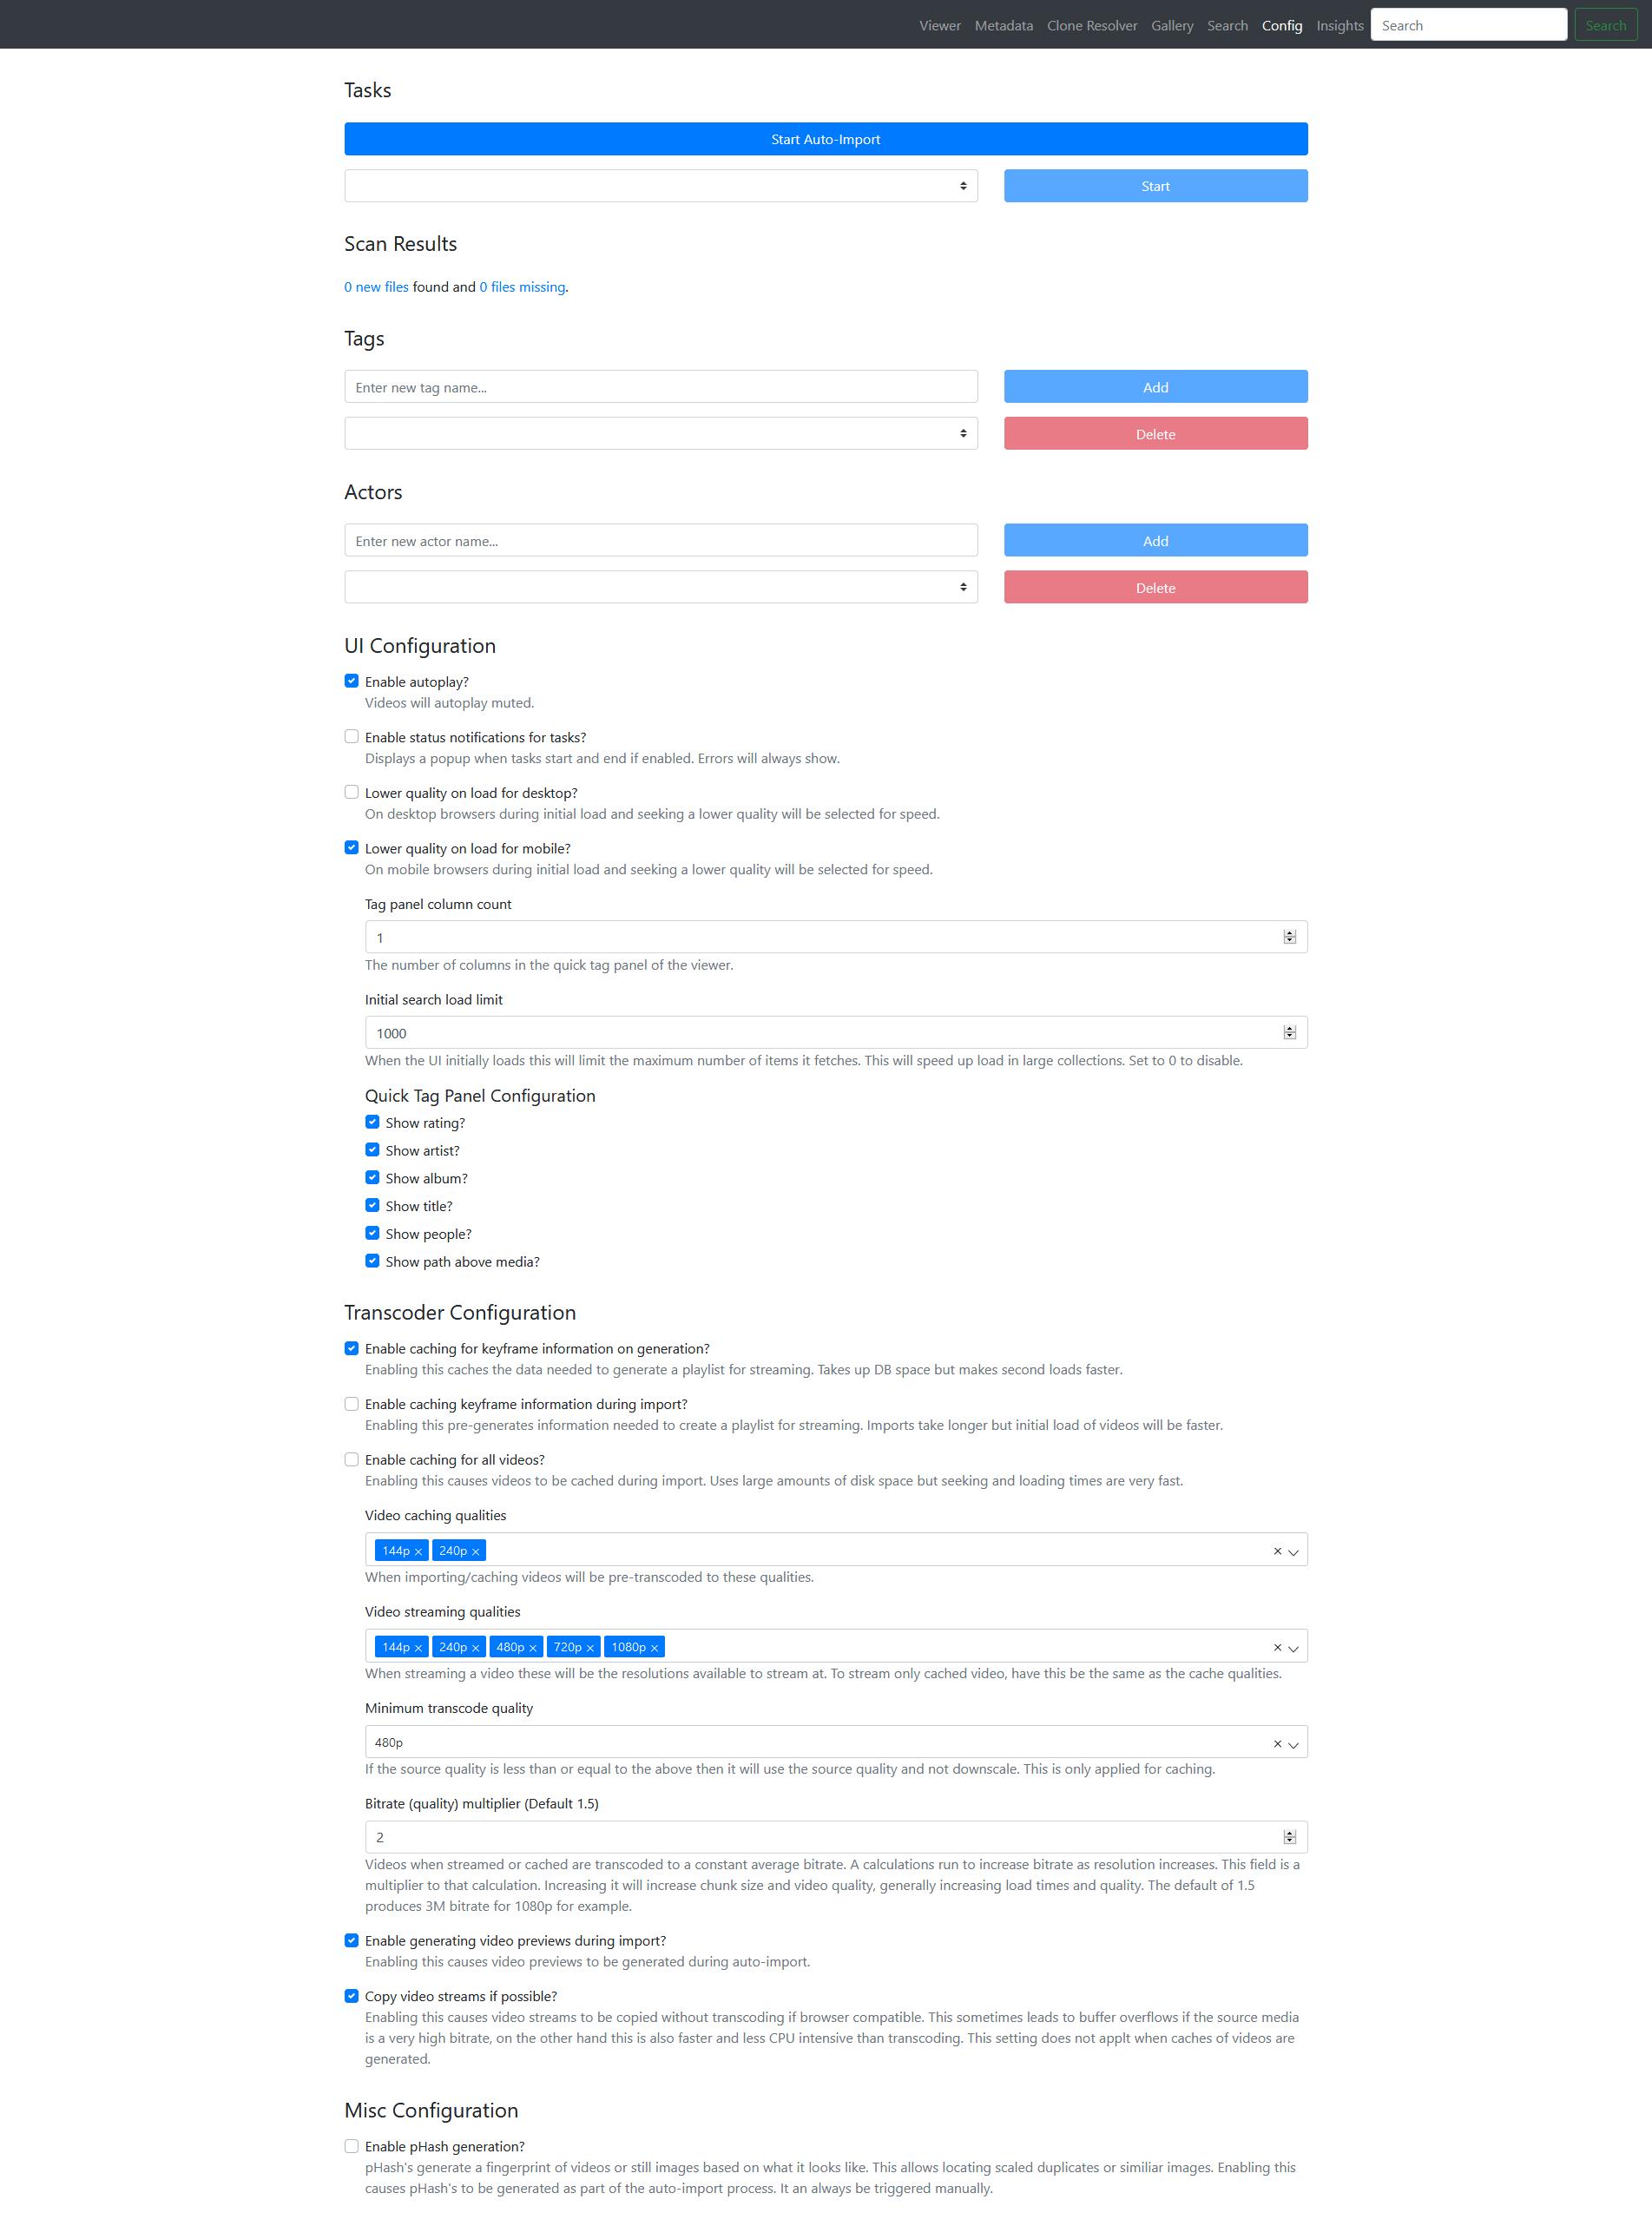 Viewer Metadata Clone Resolver Gallery Search Config Insights Search Search
Tasks
Start Auto-Import
Start
Scan Results
0 new files found and 0 files missing.
Tags
Enter new tag name... Add
Delete
Actors
Enter new actor name... Add
Delete
UI Configuration
Enable autoplay?
Videos will autoplay muted.
Enable status notifications for tasks?
Displays a popup when tasks start and end if enabled. Errors will always show.
Lower quality on load for desktop?
On desktop browsers during initial load and seeking a lower quality will be selected for speed.
Lower quality on load for mobile?
On mobile browsers during initial load and seeking a lower quality will be selected for speed.
Tag panel column count
1
The number of columns in the quick tag panel of the viewer.
Initial search load limit
1000
When the UI initially loads this will limit the maximum number of items it fetches. This will speed up load in large collections. Set to 0 to disable.
Quick Tag Panel Configuration
Show rating?
Show artist?
Show album?
Show title?
Show people?
Show path above media?
Transcoder Configuration
Enable caching for keyframe information on generation?
Enabling this caches the data needed to generate a playlist for streaming. Takes up DB space but makes second loads faster.
Enable caching keyframe information during import?
Enabling this pre-generates information needed to create a playlist for streaming. Imports take longer but initial load of videos will be faster.
Enable caching for all videos?
Enabling this causes videos to be cached during import. Uses large amounts of disk space but seeking and loading times are very fast.
Video caching qualities
144p × 240p ×
When importing/caching videos will be pre-transcoded to these qualities.
Video streaming qualities
144p × 240p × 480p × 720p × 1080p ×
When streaming a video these will be the resolutions available to stream at. To stream only cached video, have this be the same as the cache qualities.
Minimum transcode quality
480p
If the source quality is less than or equal to the above then it will use the source quality and not downscale. This is only applied for caching.
Bitrate (quality) multiplier (Default 1.5)
2
Videos when streamed or cached are transcoded to a constant average bitrate. A calculations run to increase bitrate as resolution increases. This field is a
multiplier to that calculation. Increasing it will increase chunk size and video quality, generally increasing load times and quality. The default of 1.5
produces 3M bitrate for 1080p for example.
Enable generating video previews during import?
Enabling this causes video previews to be generated during auto-import.
Copy video streams if possible?
Enabling this causes video streams to be copied without transcoding if browser compatible. This sometimes leads to buffer overflows if the source media
is a very high bitrate, on the other hand this is also faster and less CPU intensive than transcoding. This setting does not applt when caches of videos are
generated.
Misc Configuration
Enable pHash generation?
pHash's generate a fingerprint of videos or still images based on what it looks like. This allows locating scaled duplicates or similiar images. Enabling this
causes pHash's to be generated as part of the auto-import process. It an always be triggered manually.